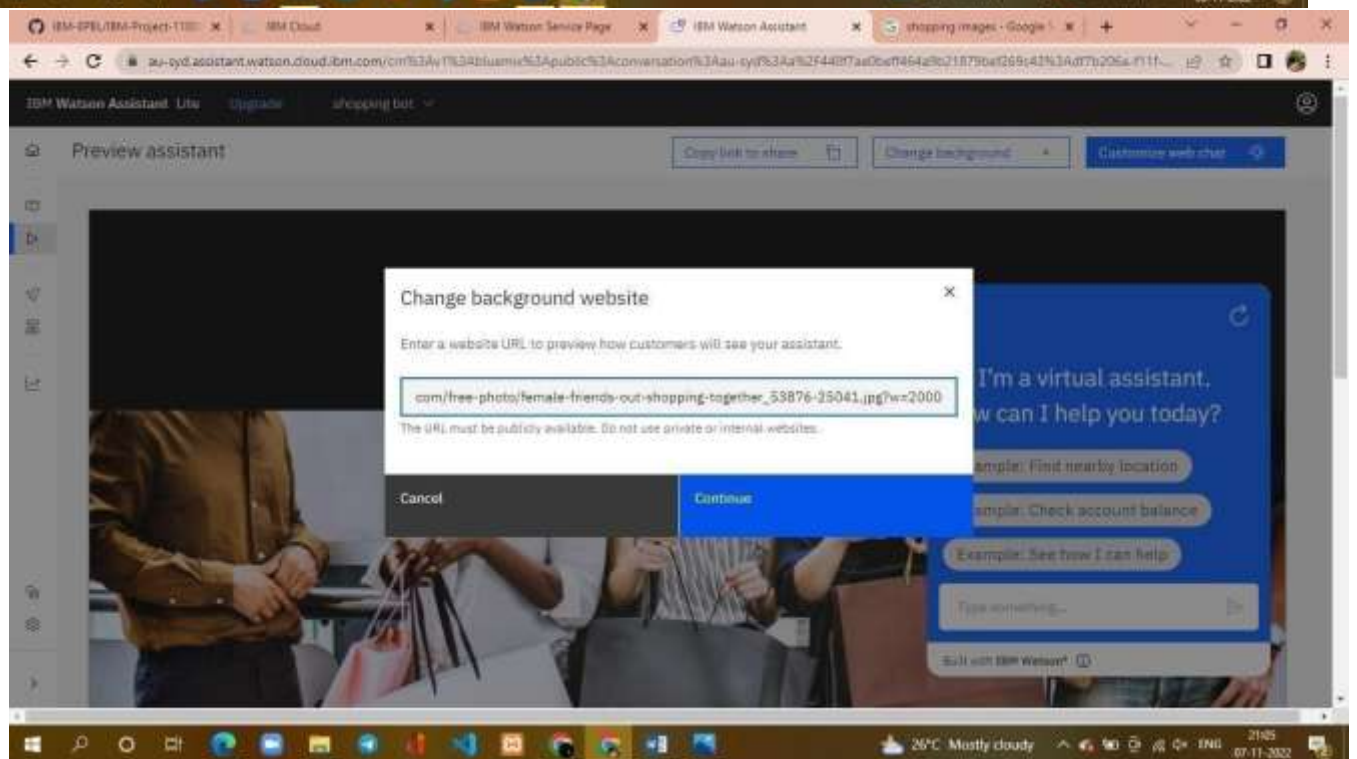 IBM Cloud
IBM Watson Service Page
IBM Watson Assistant
shopping images - Google
IBM Watson Assistant Lite Upgrade shopping bot
Preview assistant
Copy link to share
Change background
Customize web chat
Change background website
Enter a website URL to preview how customers will see your assistant.
com/free-photo/female-friends-out-shopping-together_53876-25041.jpg?w=2000
The URL must be publicly available. Do not use private or internal websites.
Cancel
Continue
I'm a virtual assistant.
w can I help you today?
ample: Find nearby location
ample: Check account balance
Example: See how I can help
Type something...
Built with IBM Watson®
26°C Mostly cloudy
ENG
21:05
07-11-2022